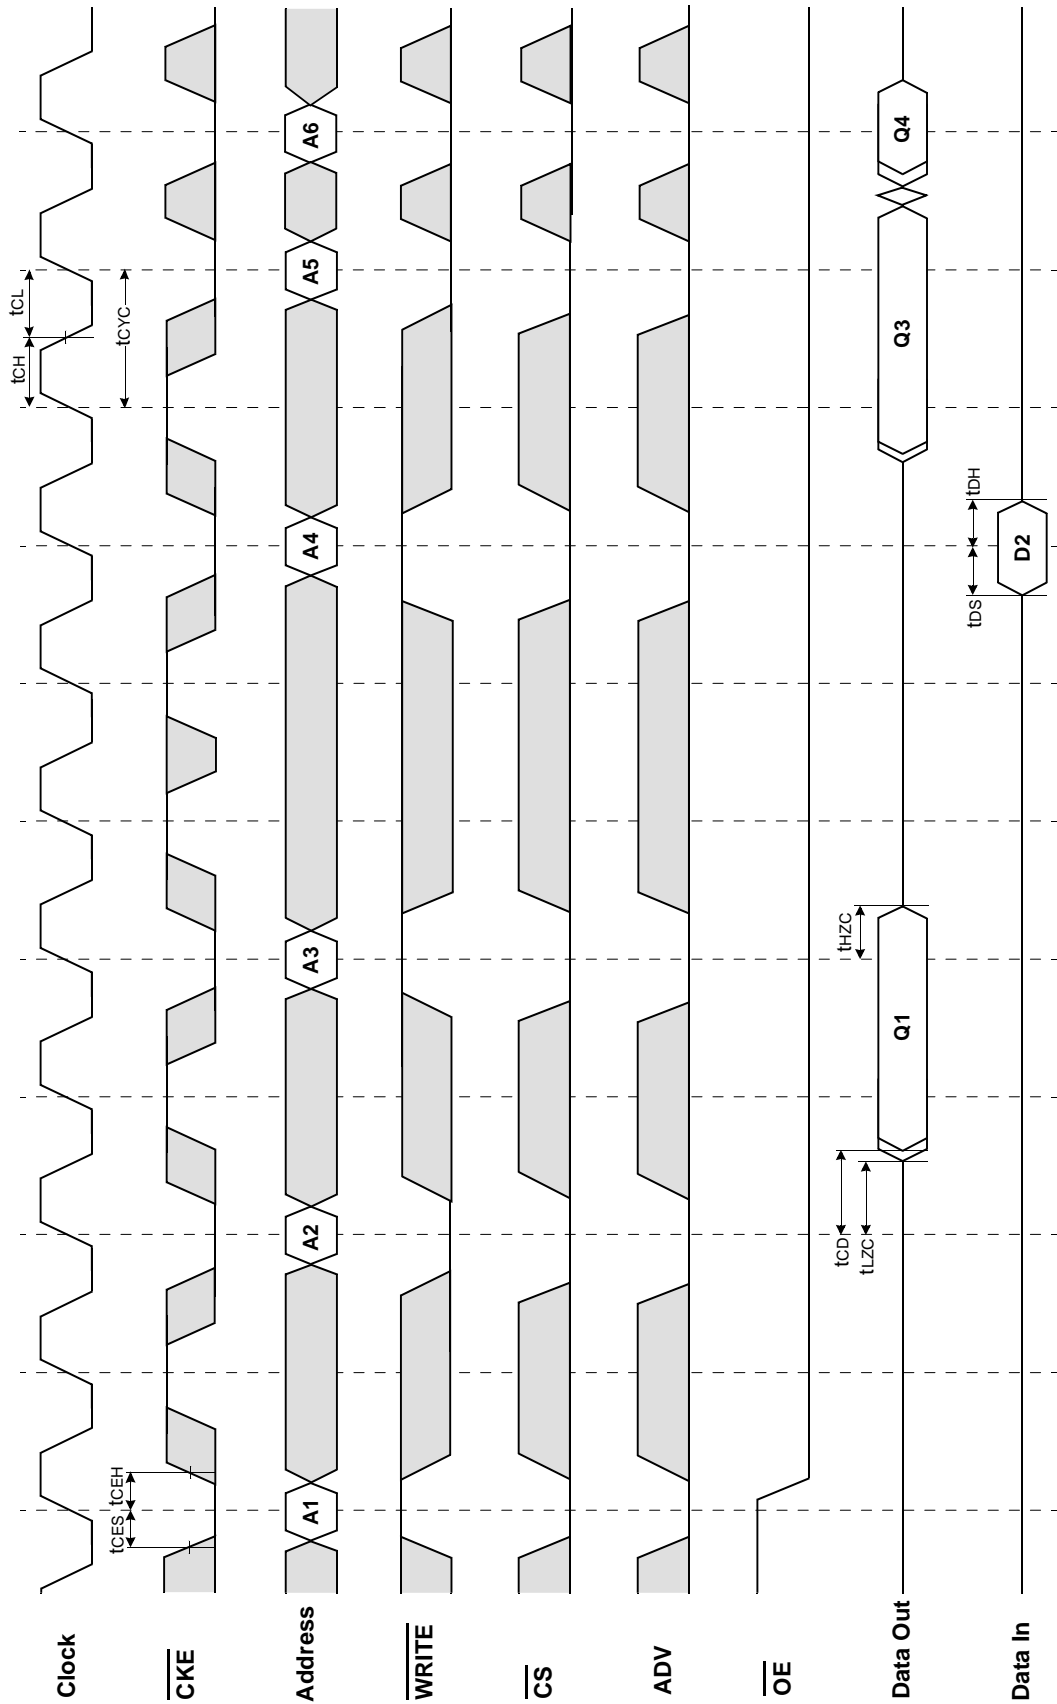 Clock
tCH
tCL
tCYC
CKE
tCES
tCEH
Address
A1
A2
A3
A4
A5
A6
WRITE
CS
ADV
OE
Data Out
tCD
tLZC
Q1
tHZC
Q3
Q4
Data In
tDS
tDH
D2